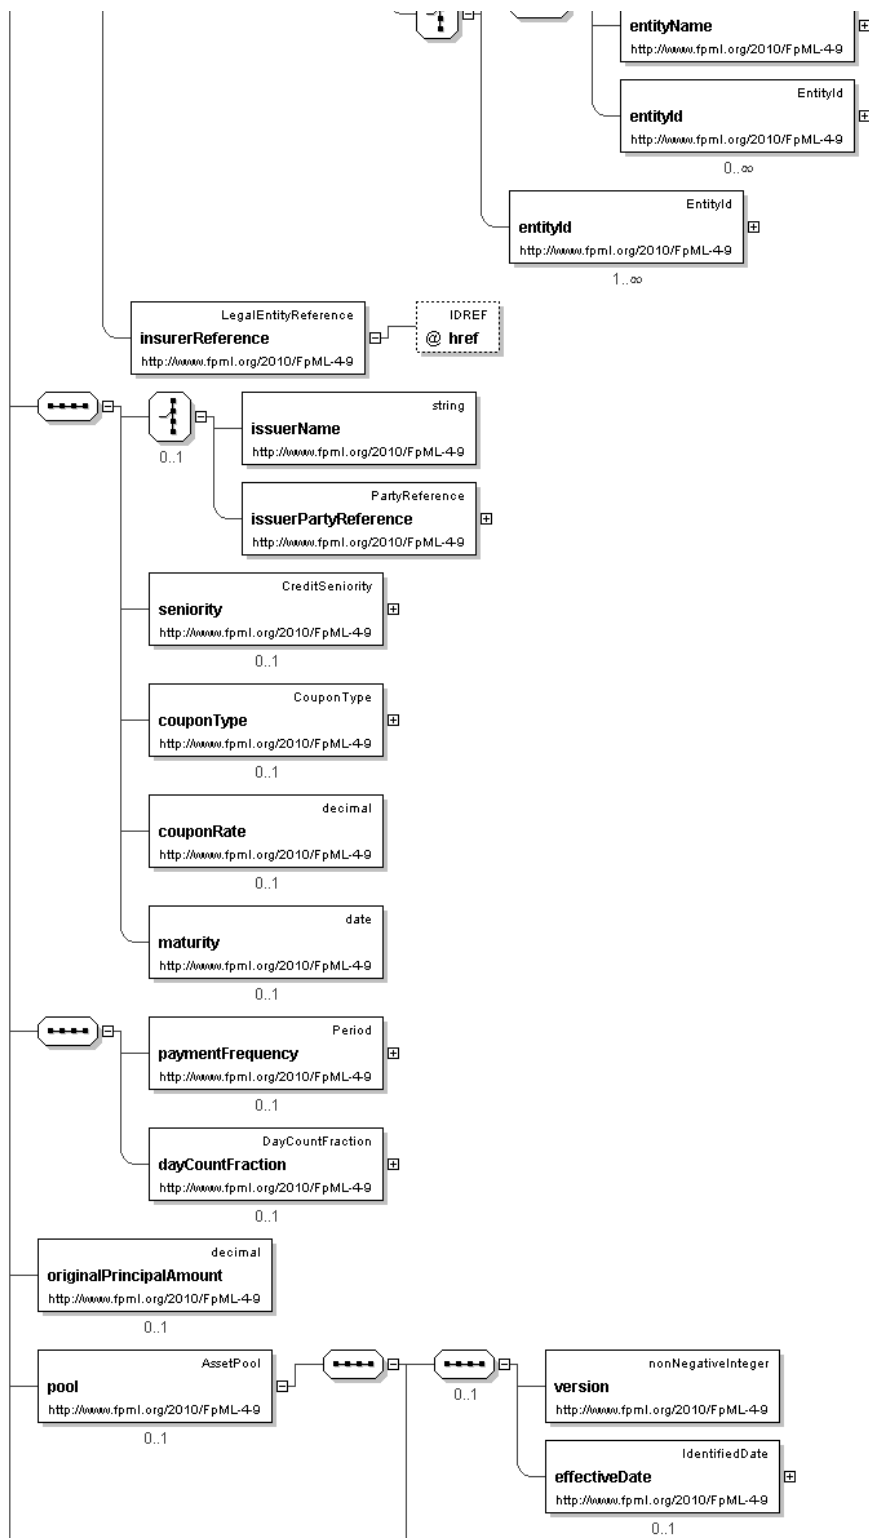 entityName
http://www.fpml.org/2010/FpML-4-9
EntityId
entityId
http://www.fpml.org/2010/FpML-4-9
0..∞
EntityId
entityId
http://www.fpml.org/2010/FpML-4-9
1..∞
LegalEntityReference
insurerReference
http://www.fpml.org/2010/FpML-4-9
IDREF
@ href
string
issuerName
http://www.fpml.org/2010/FpML-4-9
0..1
PartyReference
issuerPartyReference
http://www.fpml.org/2010/FpML-4-9
CreditSeniority
seniority
http://www.fpml.org/2010/FpML-4-9
0..1
CouponType
couponType
http://www.fpml.org/2010/FpML-4-9
0..1
decimal
couponRate
http://www.fpml.org/2010/FpML-4-9
0..1
date
maturity
http://www.fpml.org/2010/FpML-4-9
0..1
Period
paymentFrequency
http://www.fpml.org/2010/FpML-4-9
0..1
DayCountFraction
dayCountFraction
http://www.fpml.org/2010/FpML-4-9
0..1
decimal
originalPrincipalAmount
http://www.fpml.org/2010/FpML-4-9
0..1
AssetPool
pool
http://www.fpml.org/2010/FpML-4-9
0..1
0..1
nonNegativeInteger
version
http://www.fpml.org/2010/FpML-4-9
IdentifiedDate
effectiveDate
http://www.fpml.org/2010/FpML-4-9
0..1